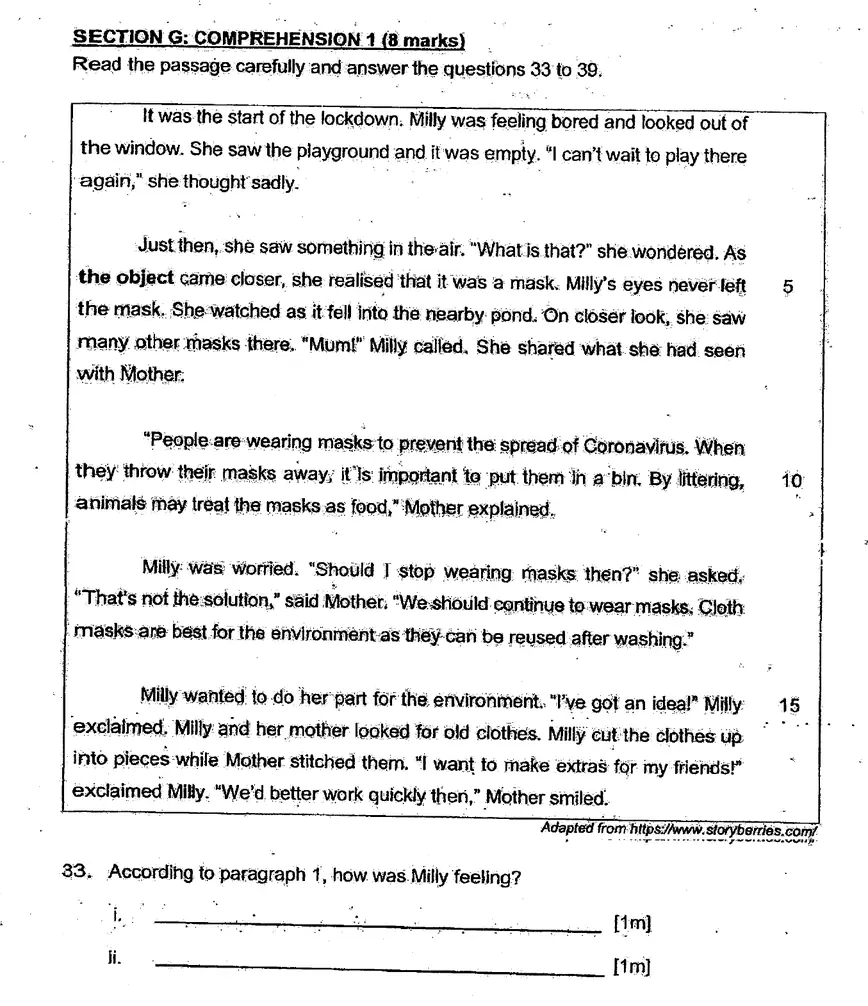 SECTION G: COMPREHENSION 1 (8 marks)
Read the passage carefully and answer the questions 33 to 39.
It was the start of the lockdown. Milly was feeling bored and looked out of
the window. She saw the playground and it was empty. “I can’t wait to play there
again,” she thought sadly.
Just then, she saw something in the air. “What is that?” she wondered. As
the object came closer, she realised that it was a mask. Milly’s eyes never left 5
the mask. She watched as it fell into the nearby pond. On closer look, she saw
many other masks there. “Mum!” Milly called. She shared what she had seen
with Mother.
“People are wearing masks to prevent the spread of Coronavirus. When
they throw their masks away, it is important to put them in a bin. By littering, 10
animals may treat the masks as food,” Mother explained.
Milly was worried. “Should I stop wearing masks then?” she asked.
“That’s not the solution,” said Mother. “We should continue to wear masks. Cloth
masks are best for the environment as they can be reused after washing.”
Milly wanted to do her part for the environment. “I’ve got an idea!” Milly 15
exclaimed. Milly and her mother looked for old clothes. Milly cut the clothes up
into pieces while Mother stitched them. “I want to make extras for my friends!”
exclaimed Milly. “We’d better work quickly then,” Mother smiled.
Adapted from https://www.storyberries.com/
33. According to paragraph 1, how was Milly feeling?
i. [1m]
ii. [1m]